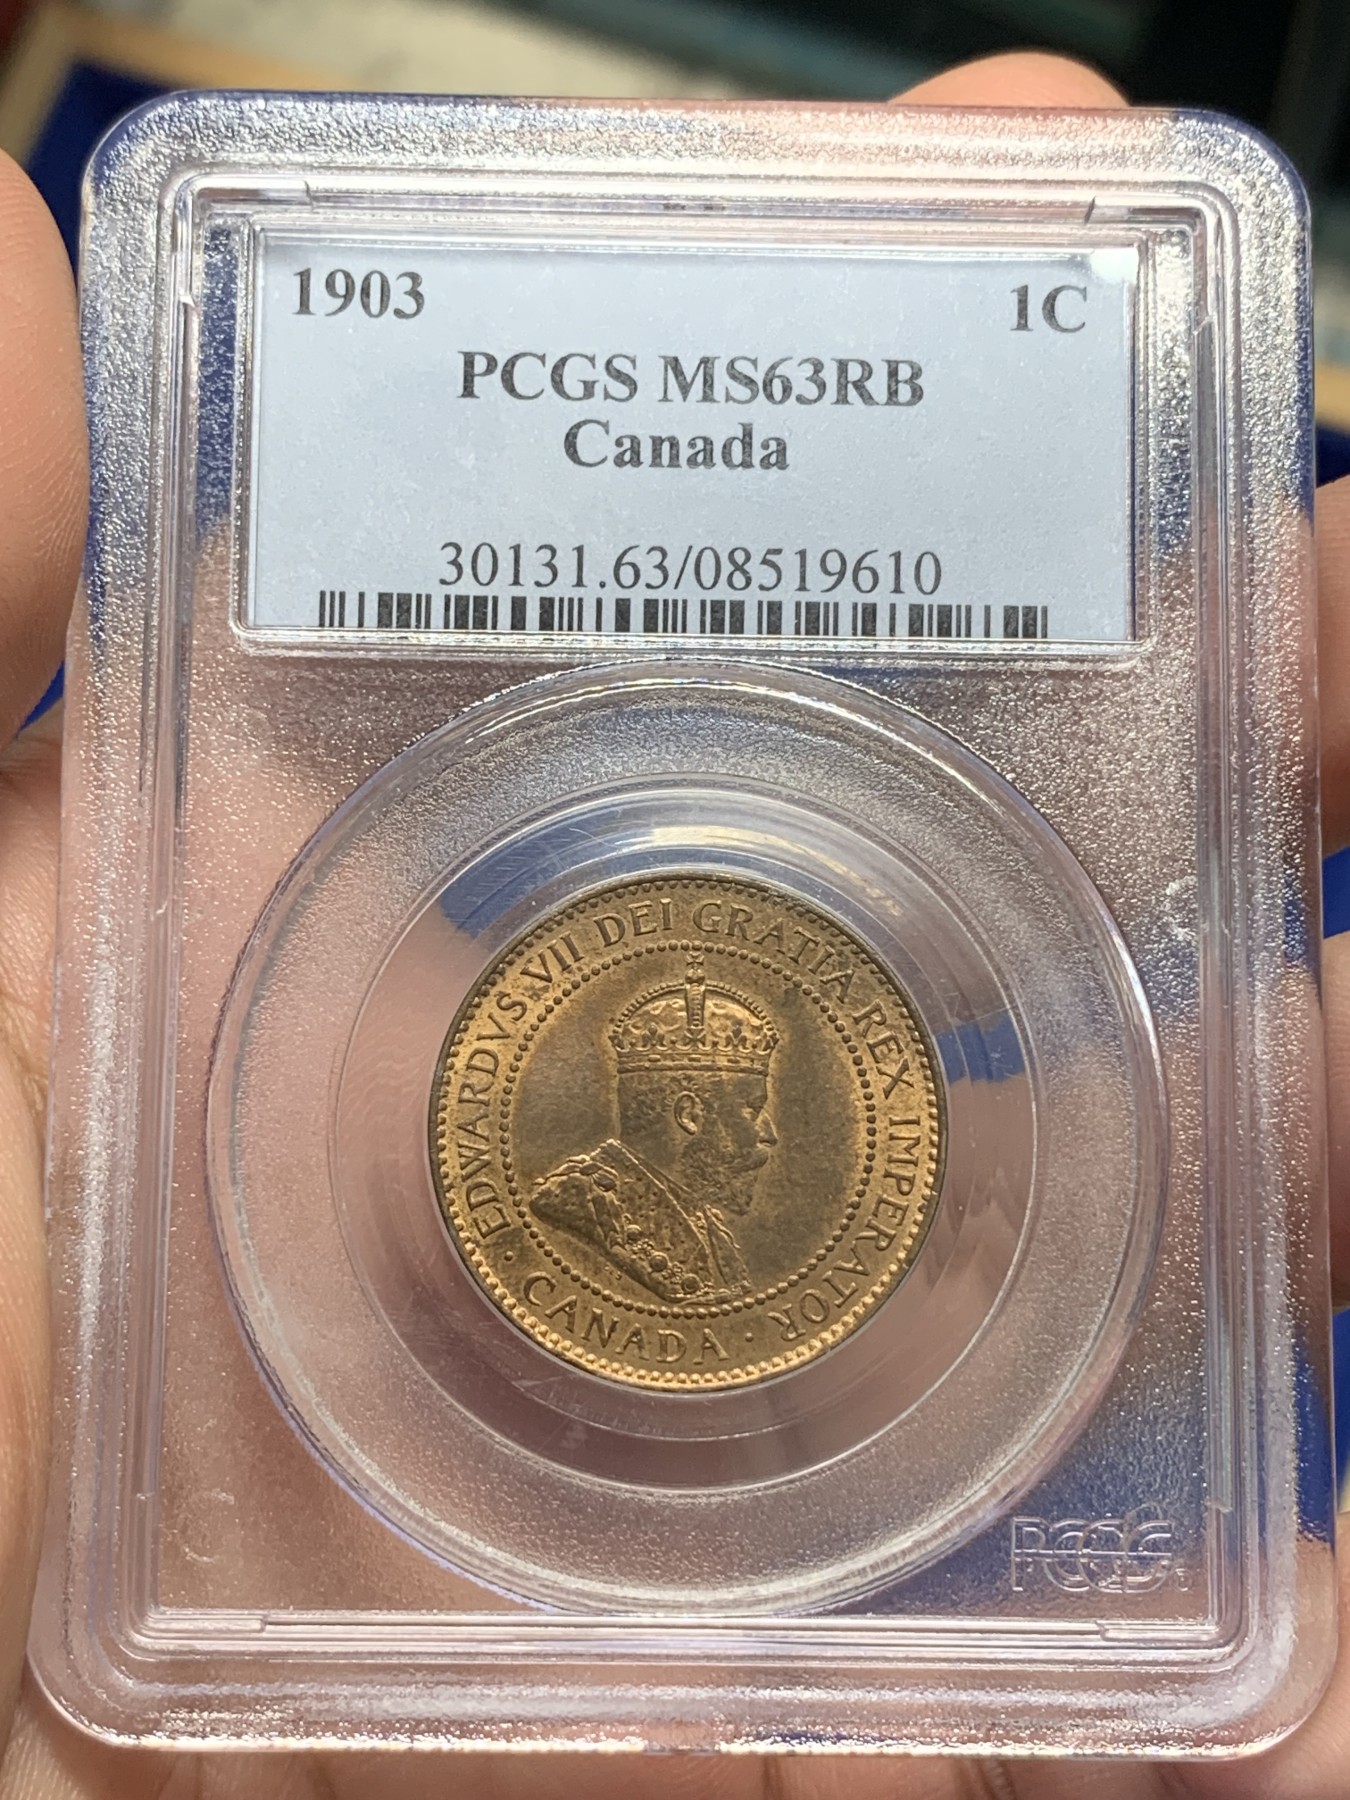 1903 1C
PCGS MS63RB
Canada
30131.63/08519610
EDWARDVS VII DEI GRATIA REX IMPERATOR
· CANADA ·
PCGS